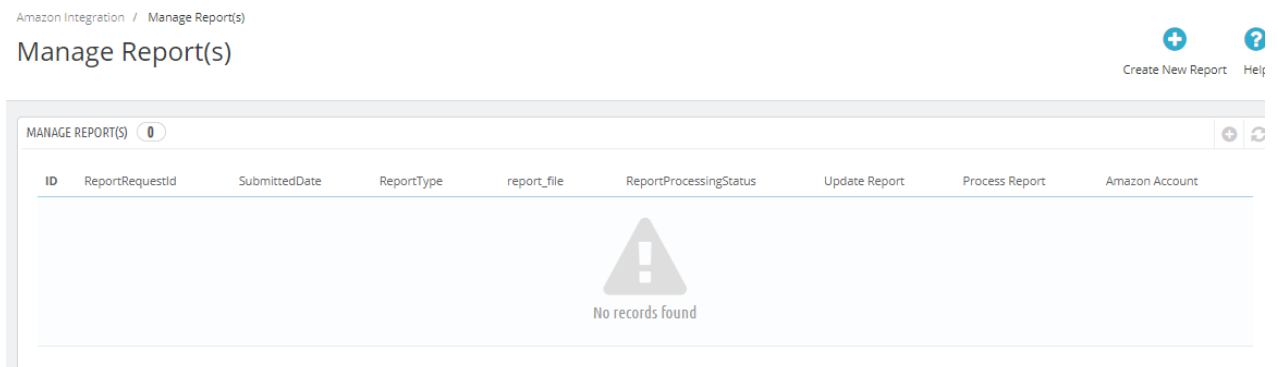 Amazon Integration / Manage Report(s)
Manage Report(s)
Create New Report Help
MANAGE REPORT(S) 0
ID ReportRequestId SubmittedDate ReportType report_file ReportProcessingStatus Update Report Process Report Amazon Account
No records found